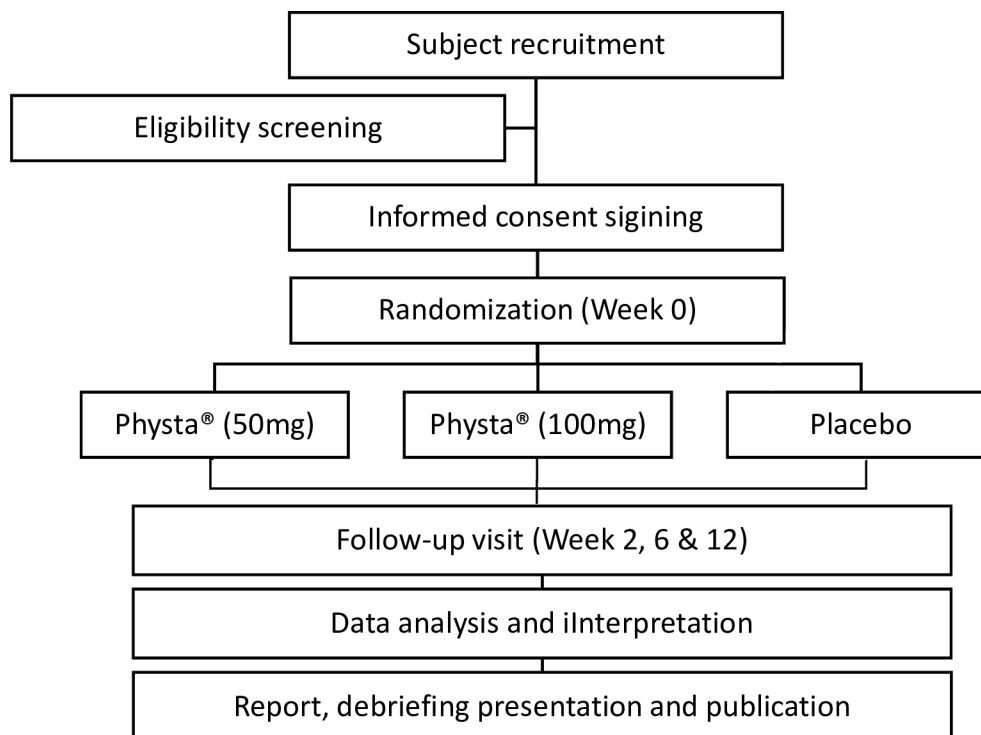 Subject recruitment
Eligibility screening
Informed consent sigining
Randomization (Week 0)
Physta® (50mg)
Physta® (100mg)
Placebo
Follow-up visit (Week 2, 6 & 12)
Data analysis and iInterpretation
Report, debriefing presentation and publication